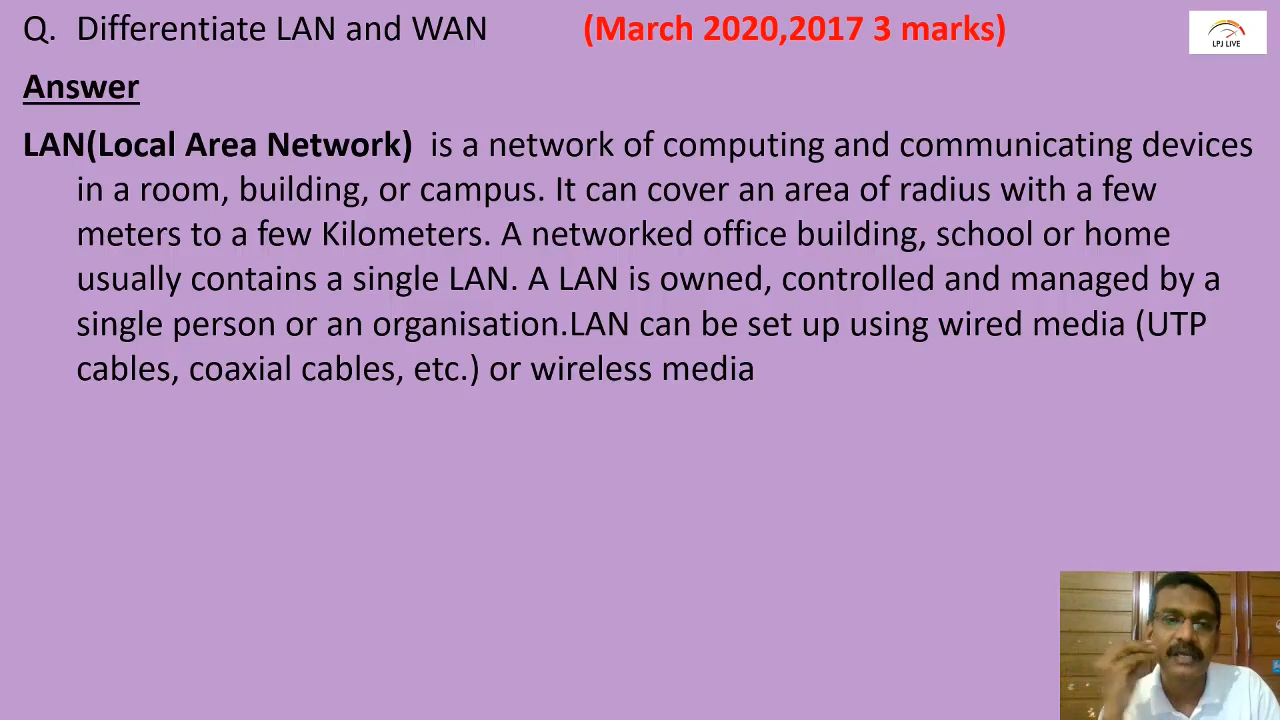 Q. Differentiate LAN and WAN (March 2020,2017 3 marks)
LPJ LIVE
Answer
LAN(Local Area Network) is a network of computing and communicating devices
in a room, building, or campus. It can cover an area of radius with a few
meters to a few Kilometers. A networked office building, school or home
usually contains a single LAN. A LAN is owned, controlled and managed by a
single person or an organisation.LAN can be set up using wired media (UTP
cables, coaxial cables, etc.) or wireless media